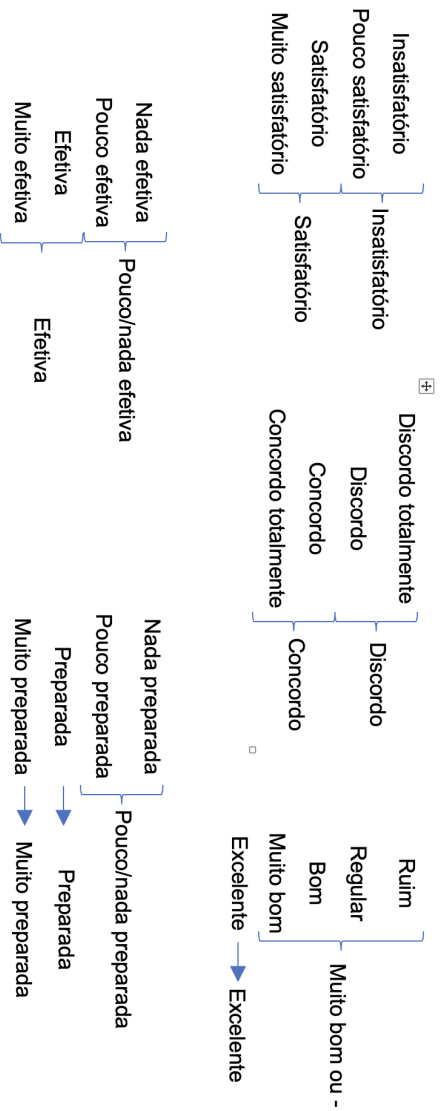 Insatisfatório
Pouco satisfatório
Satisfatório
Muito satisfatório
Insatisfatório
Satisfatório
Discordo totalmente
Discordo
Concordo
Concordo totalmente
Discordo
Concordo
Ruim
Regular
Bom
Muito bom
Excelente
Muito bom ou -
Excelente
Nada efetiva
Pouco efetiva
Efetiva
Muito efetiva
Pouco/nada efetiva
Efetiva
Nada preparada
Pouco preparada
Preparada
Muito preparada
Pouco/nada preparada
Preparada
Muito preparada